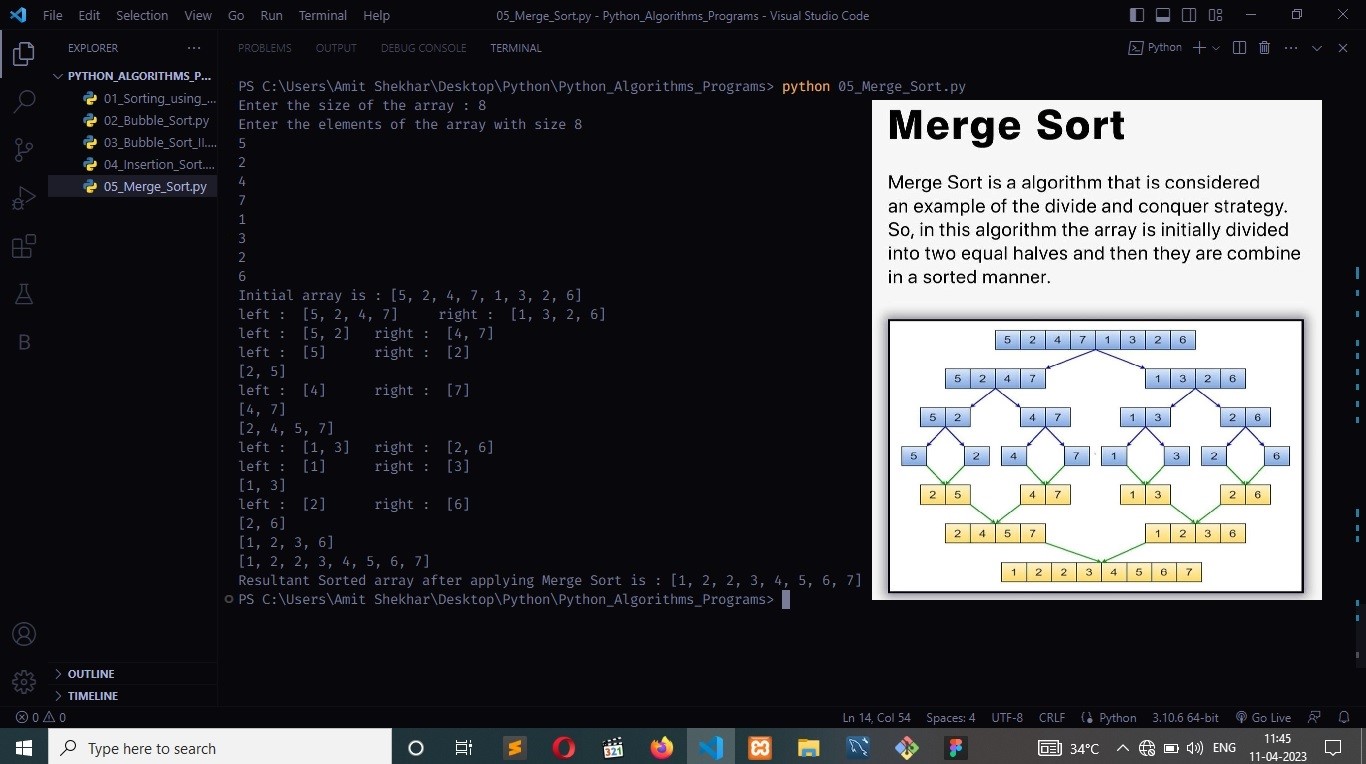 File Edit Selection View Go Run Terminal Help
05_Merge_Sort.py - Python_Algorithms_Programs - Visual Studio Code
EXPLORER
PYTHON_ALGORITHMS_P...
01_Sorting_using_...
02_Bubble_Sort.py
03_Bubble_Sort_II....
04_Insertion_Sort....
05_Merge_Sort.py
B
OUTLINE
TIMELINE
PROBLEMS OUTPUT DEBUG CONSOLE TERMINAL
Python
PS C:\Users\Amit Shekhar\Desktop\Python\Python_Algorithms_Programs> python 05_Merge_Sort.py
Enter the size of the array : 8
Enter the elements of the array with size 8
5
2
4
7
1
3
2
6
Initial array is : [5, 2, 4, 7, 1, 3, 2, 6]
left : [5, 2, 4, 7] right : [1, 3, 2, 6]
left : [5, 2] right : [4, 7]
left : [5] right : [2]
[2, 5]
left : [4] right : [7]
[4, 7]
[2, 4, 5, 7]
left : [1, 3] right : [2, 6]
left : [1] right : [3]
[1, 3]
left : [2] right : [6]
[2, 6]
[1, 2, 3, 6]
[1, 2, 2, 3, 4, 5, 6, 7]
Resultant Sorted array after applying Merge Sort is : [1, 2, 2, 3, 4, 5, 6, 7]
PS C:\Users\Amit Shekhar\Desktop\Python\Python_Algorithms_Programs>
Merge Sort
Merge Sort is a algorithm that is considered
an example of the divide and conquer strategy.
So, in this algorithm the array is initially divided
into two equal halves and then they are combine
in a sorted manner.
5 2 4 7 1 3 2 6
5 2 4 7 1 3 2 6
5 2 4 7 1 3 2 6
5 2 4 7 1 3 2 6
2 5 4 7 1 3 2 6
2 4 5 7 1 2 3 6
1 2 2 3 4 5 6 7
0 0
Ln 14, Col 54 Spaces: 4 UTF-8 CRLF Python 3.10.6 64-bit Go Live
Type here to search
321
34°C
ENG
11:45
11-04-2023